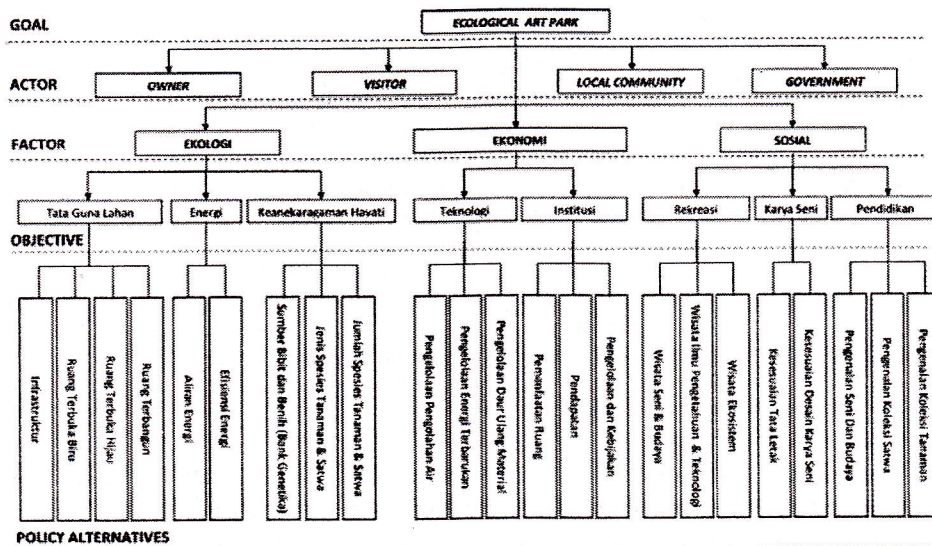 GOAL
ECOLOGICAL ART PARK
ACTOR
OWNER
VISITOR
LOCAL COMMUNITY
GOVERNMENT
FACTOR
EKOLOGI
EKONOMI
SOSIAL
Tata Guna Lahan
Energi
Keanekaragaman Hayati
Teknologi
Institusi
Rekreasi
Karya Seni
Pendidikan
OBJECTIVE
Infrastruktur
Ruang Terbuka Biru
Ruang Terbuka Hijau
Ruang Terbangun
Aliran Energi
Efisiensi Energi
Sumber Bibit dan Benih (Bank Genetika)
Jenis Spesies Tanaman & Satwa
Jumlah Spesies Tanaman & Satwa
Pengelolaan Pengolahan Air
Pengelolaan Energi Terbarukan
Pengelolaan Daur Ulang Material
Pemanfaatan Ruang
Pendapatan
Pengelolaan dan Kebijakan
Wisata Seni & Budaya
Wisata Ilmu Pengetahuan & Teknologi
Wisata Ekosistem
Kesesuaian Tata Letak
Kesesuaian Desain Karya Seni
Pengenalan Seni Dan Budaya
Pengenalan Koleksi Satwa
Pengenalan Koleksi Tanaman
POLICY ALTERNATIVES